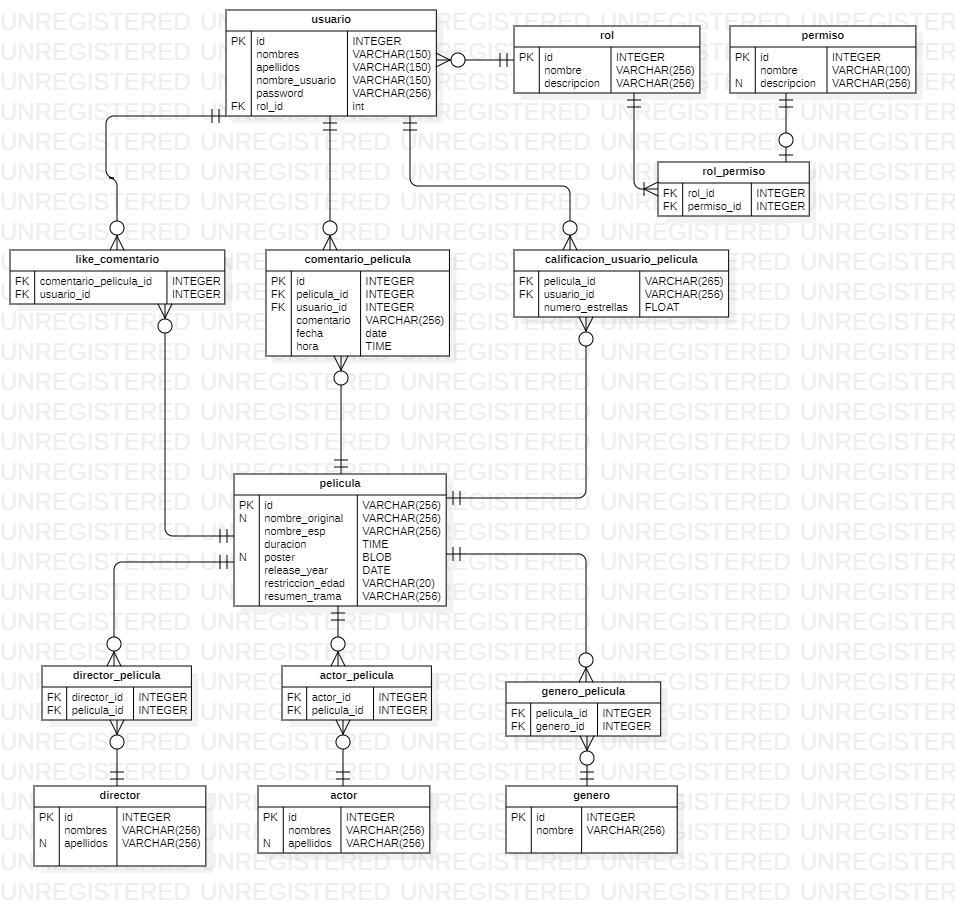 usuario
PK id INTEGER
nombres VARCHAR(150)
apellidos VARCHAR(150)
nombre_usuario VARCHAR(150)
password VARCHAR(256)
FK rol_id int
rol
PK id INTEGER
nombre VARCHAR(256)
descripcion VARCHAR(256)
permiso
PK id INTEGER
nombre VARCHAR(100)
N descripcion VARCHAR(256)
rol_permiso
FK rol_id INTEGER
FK permiso_id INTEGER
like_comentario
FK comentario_pelicula_id INTEGER
FK usuario_id INTEGER
comentario_pelicula
PK id INTEGER
FK pelicula_id INTEGER
FK usuario_id INTEGER
comentario VARCHAR(256)
fecha date
hora TIME
calificacion_usuario_pelicula
FK pelicula_id VARCHAR(265)
FK usuario_id VARCHAR(256)
numero_estrellas FLOAT
pelicula
PK id VARCHAR(256)
N nombre_original VARCHAR(256)
nombre_esp VARCHAR(256)
duracion TIME
N poster BLOB
release_year DATE
restriccion_edad VARCHAR(20)
resumen_trama VARCHAR(256)
director_pelicula
FK director_id INTEGER
FK pelicula_id INTEGER
actor_pelicula
FK actor_id INTEGER
FK pelicula_id INTEGER
genero_pelicula
FK pelicula_id INTEGER
FK genero_id INTEGER
director
PK id INTEGER
nombres VARCHAR(256)
N apellidos VARCHAR(256)
actor
PK id INTEGER
nombres VARCHAR(256)
N apellidos VARCHAR(256)
genero
PK id INTEGER
nombre VARCHAR(256)
UNREGISTERED